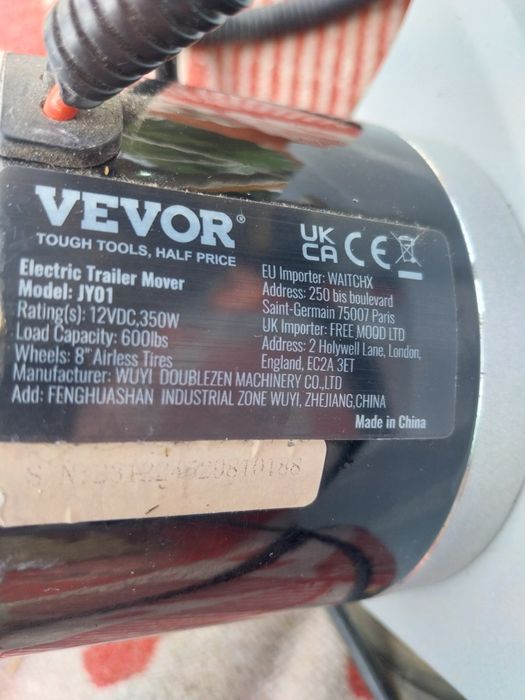 VEVOR®
TOUGH TOOLS, HALF PRICE
UK
CA CE
Electric Trailer Mover
Model: JY01
Rating(s): 12VDC,350W
Load Capacity: 600lbs
Wheels: 8" Airless Tires
EU Importer: WAITCHX
Address: 250 bis boulevard
Saint-Germain 75007 Paris
UK Importer: FREE MOOD LTD
Address: 2 Holywell Lane, London,
England, EC2A 3ET
Manufacturer: WUYI DOUBLEZEN MACHINERY CO.,LTD
Add: FENGHUASHAN INDUSTRIAL ZONE WUYI, ZHEJIANG,CHINA
Made in China